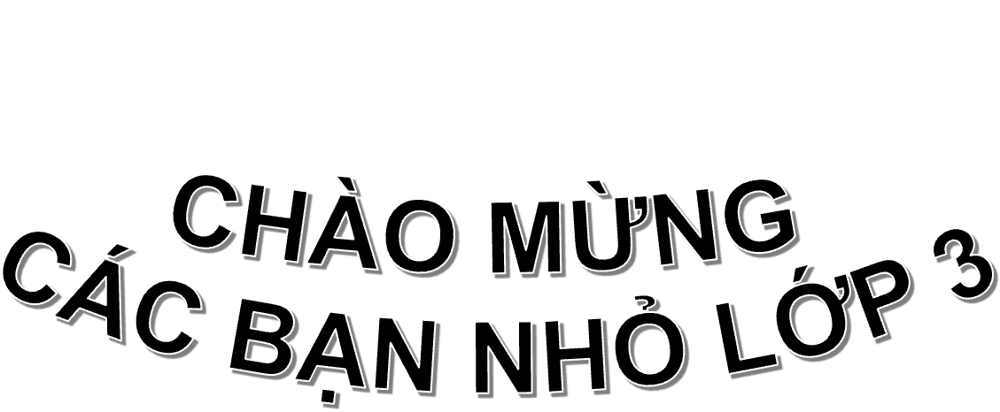 CHÀO MỪNG
CÁC BẠN NHỎ LỚP 3